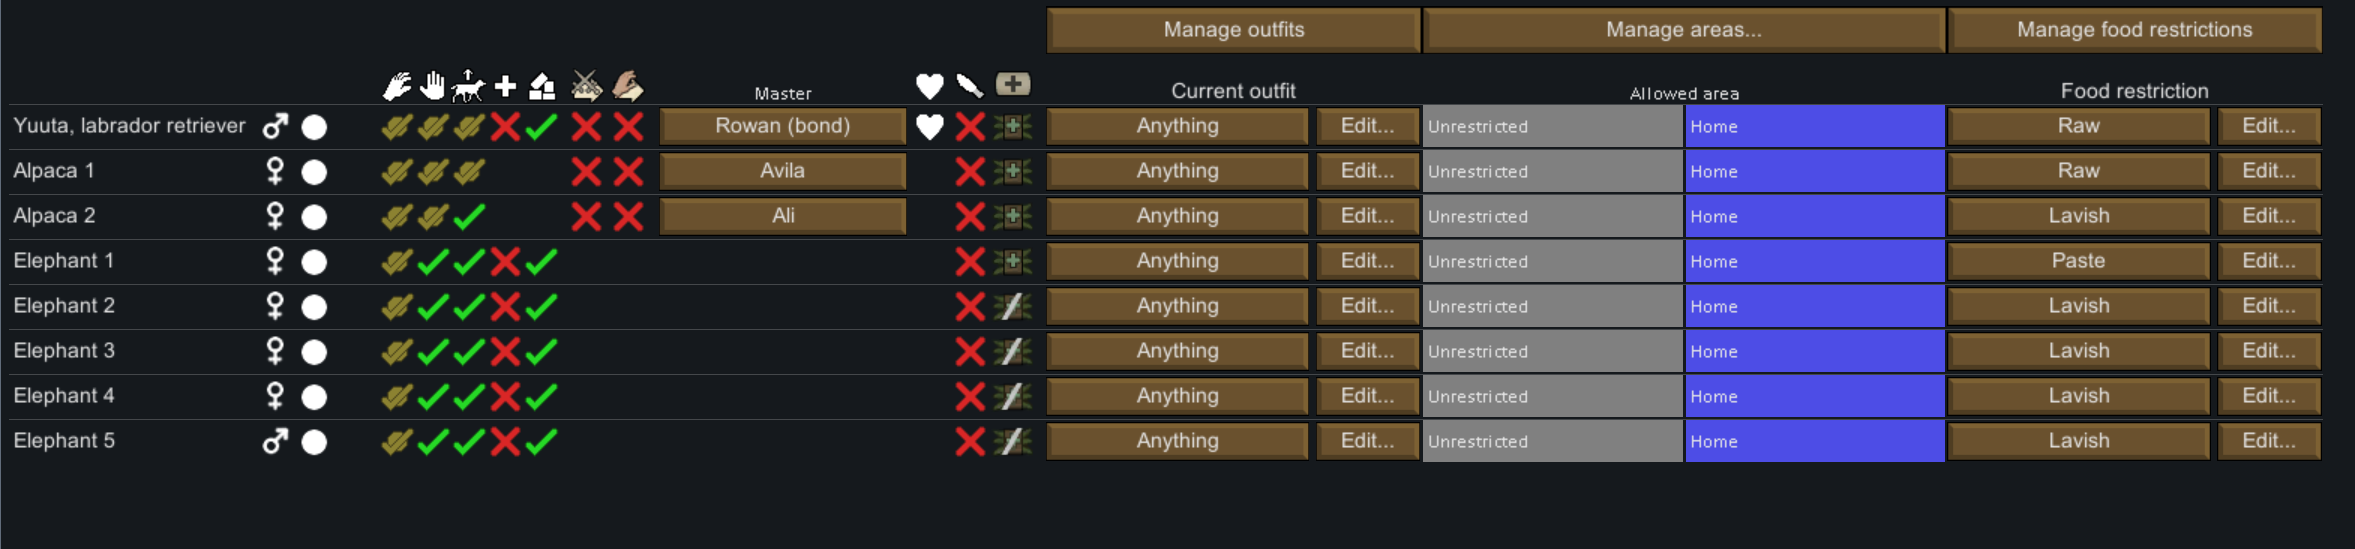 Manage outfits Manage areas... Manage food restrictions
Master Current outfit Allowed area Food restriction
Yuuta, labrador retriever Rowan (bond) Anything Edit... Unrestricted Home Raw Edit...
Alpaca 1 Avila Anything Edit... Unrestricted Home Raw Edit...
Alpaca 2 Ali Anything Edit... Unrestricted Home Lavish Edit...
Elephant 1 Anything Edit... Unrestricted Home Paste Edit...
Elephant 2 Anything Edit... Unrestricted Home Lavish Edit...
Elephant 3 Anything Edit... Unrestricted Home Lavish Edit...
Elephant 4 Anything Edit... Unrestricted Home Lavish Edit...
Elephant 5 Anything Edit... Unrestricted Home Lavish Edit...